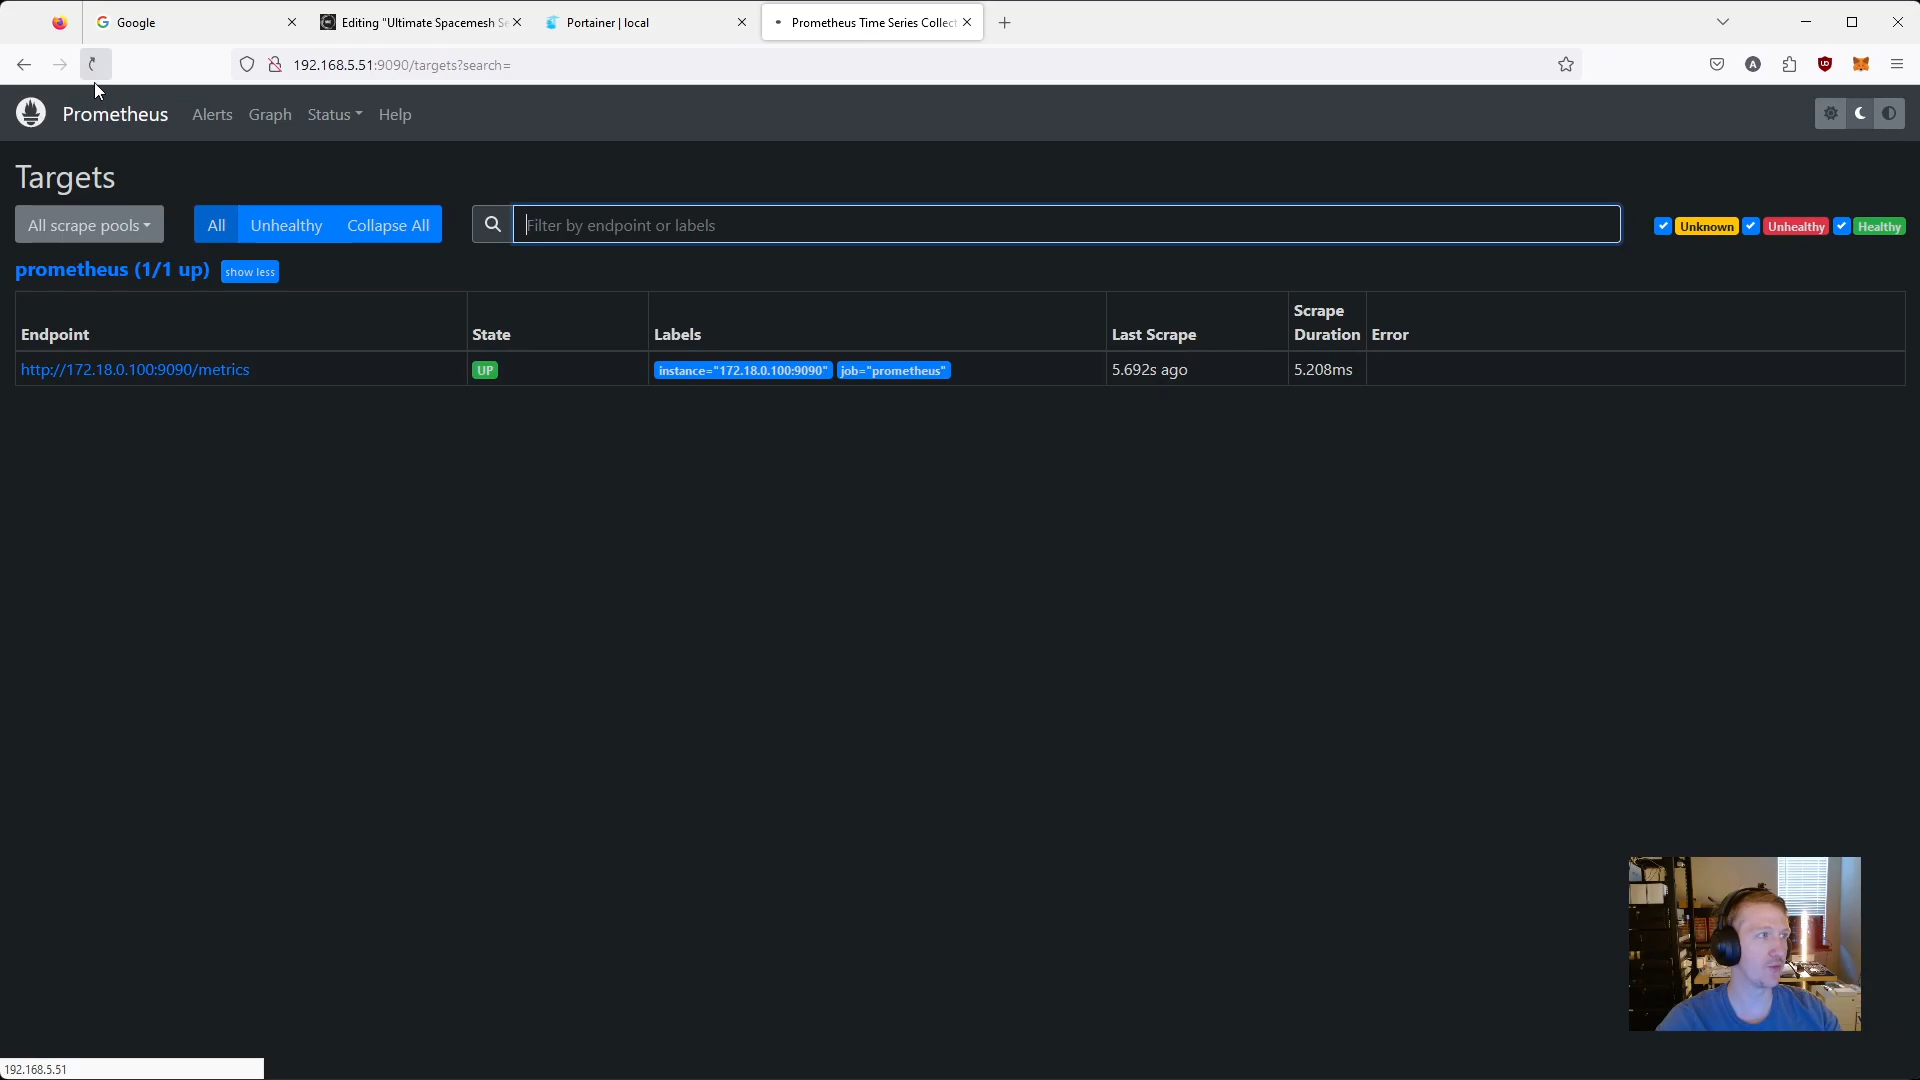 Google
Editing "Ultimate Spacemesh Se
Portainer | local
Prometheus Time Series Collect
192.168.5.51:9090/targets?search=
Prometheus
Alerts
Graph
Status
Help
Targets
All scrape pools
All
Unhealthy
Collapse All
Filter by endpoint or labels
Unknown
Unhealthy
Healthy
prometheus (1/1 up)
show less
Endpoint
State
Labels
Last Scrape
Scrape Duration
Error
http://172.18.0.100:9090/metrics
UP
instance="172.18.0.100:9090"
job="prometheus"
5.692s ago
5.208ms
192.168.5.51